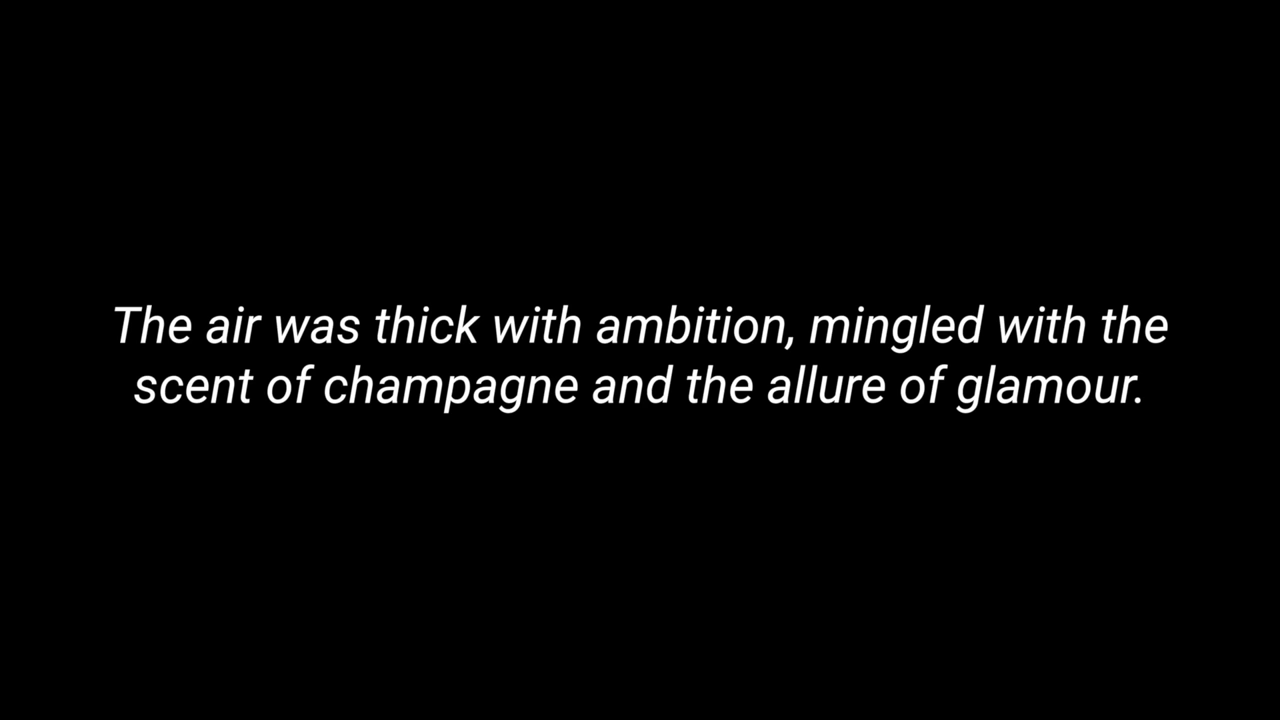 The air was thick with ambition, mingled with the
scent of champagne and the allure of glamour.